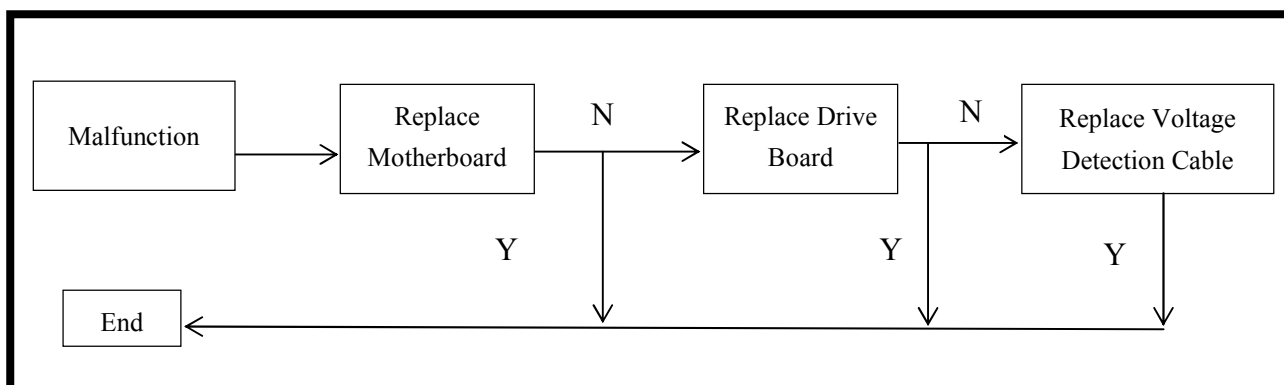 Malfunction
Replace
Motherboard
N
Replace Drive
Board
N
Replace Voltage
Detection Cable
Y
Y
Y
End